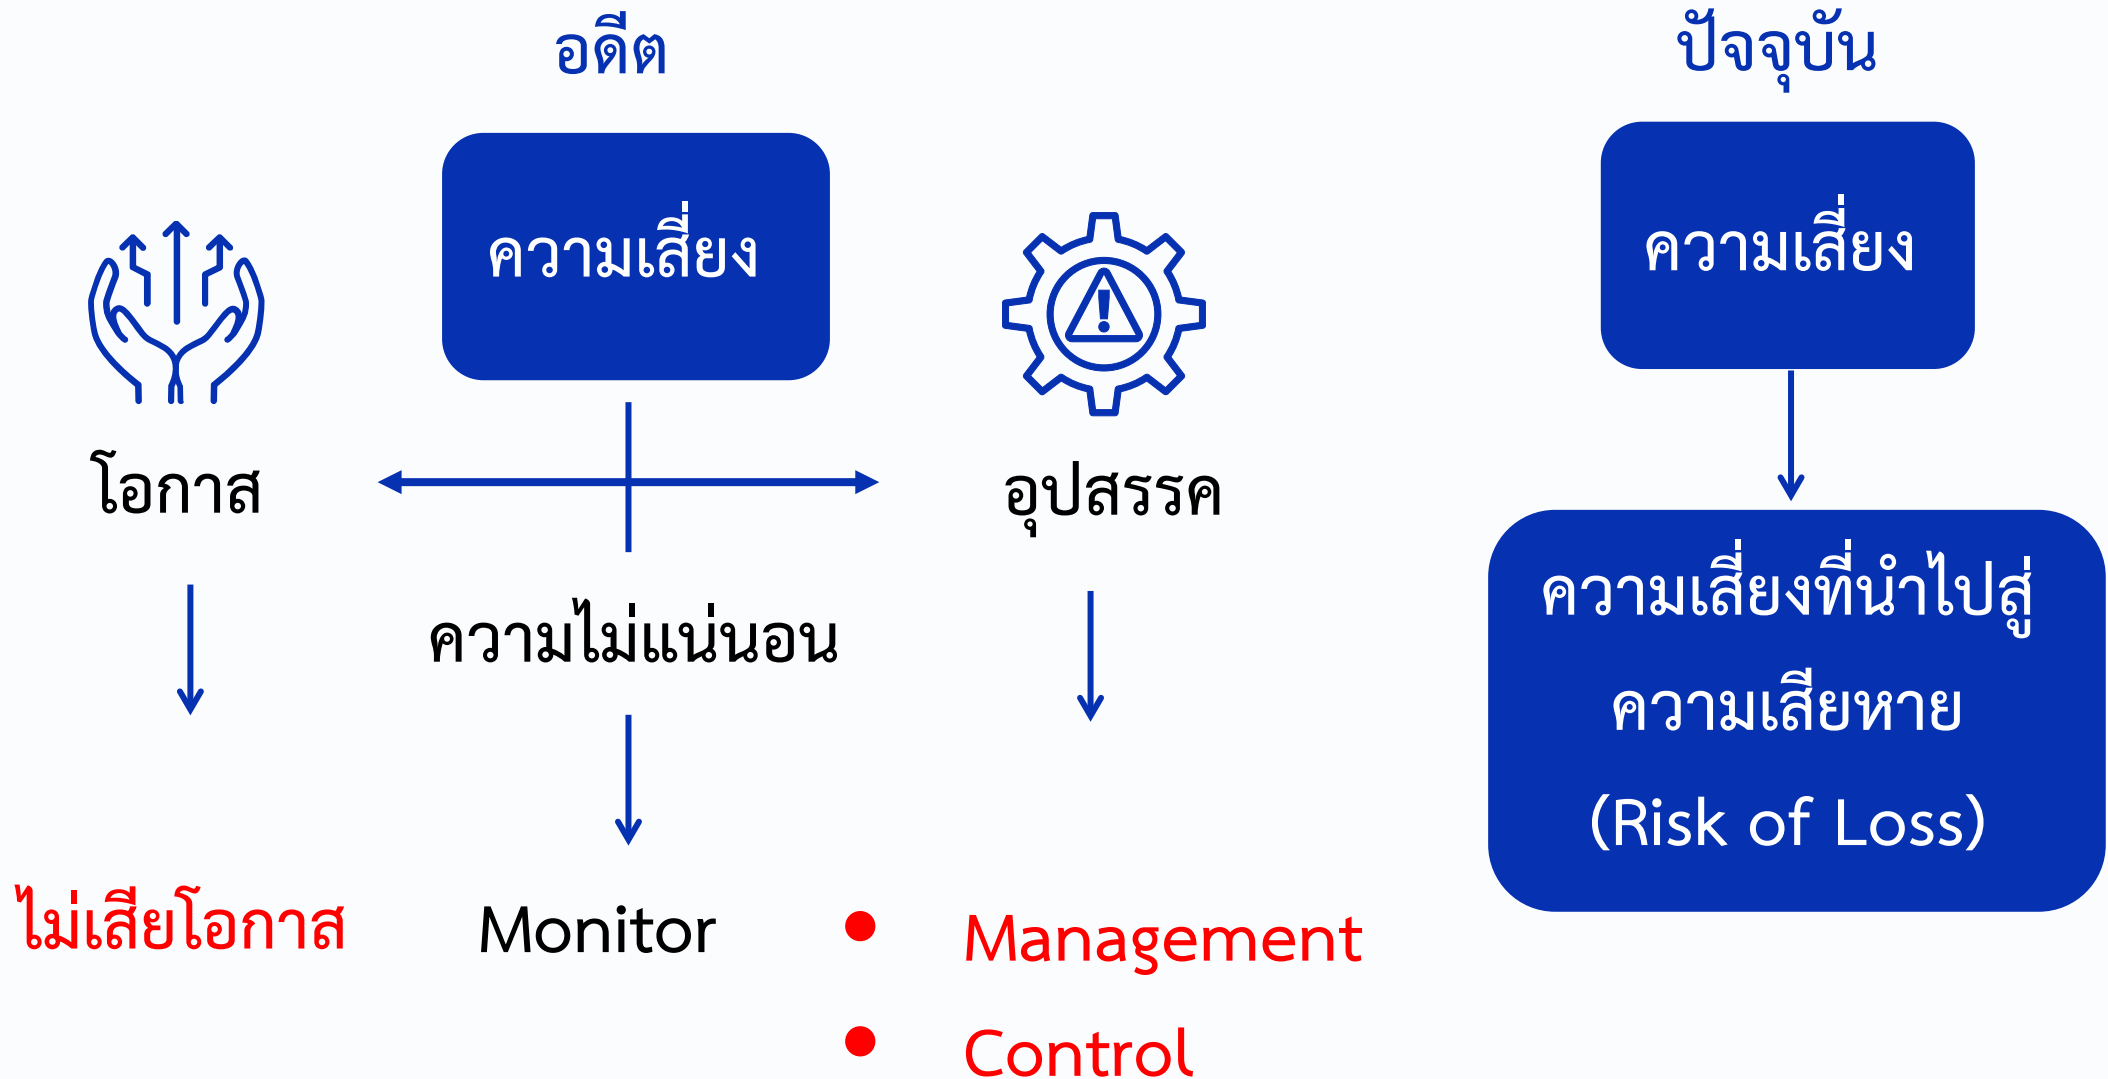 อดีต
ปัจจุบัน
ความเสี่ยง
ความเสี่ยง
โอกาส
อุปสรรค
ความไม่แน่นอน
ความเสี่ยงที่นำไปสู่
ความเสียหาย
(Risk of Loss)
ไม่เสียโอกาส
Monitor
• Management
• Control